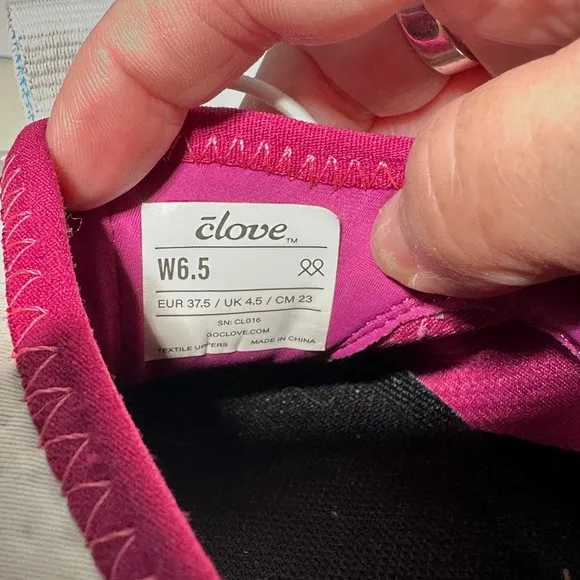 clove™
W6.5
EUR 37.5 / UK 4.5 / CM 23
SN: CL016
GOCLOVE.COM
TEXTILE UPPERS MADE IN CHINA